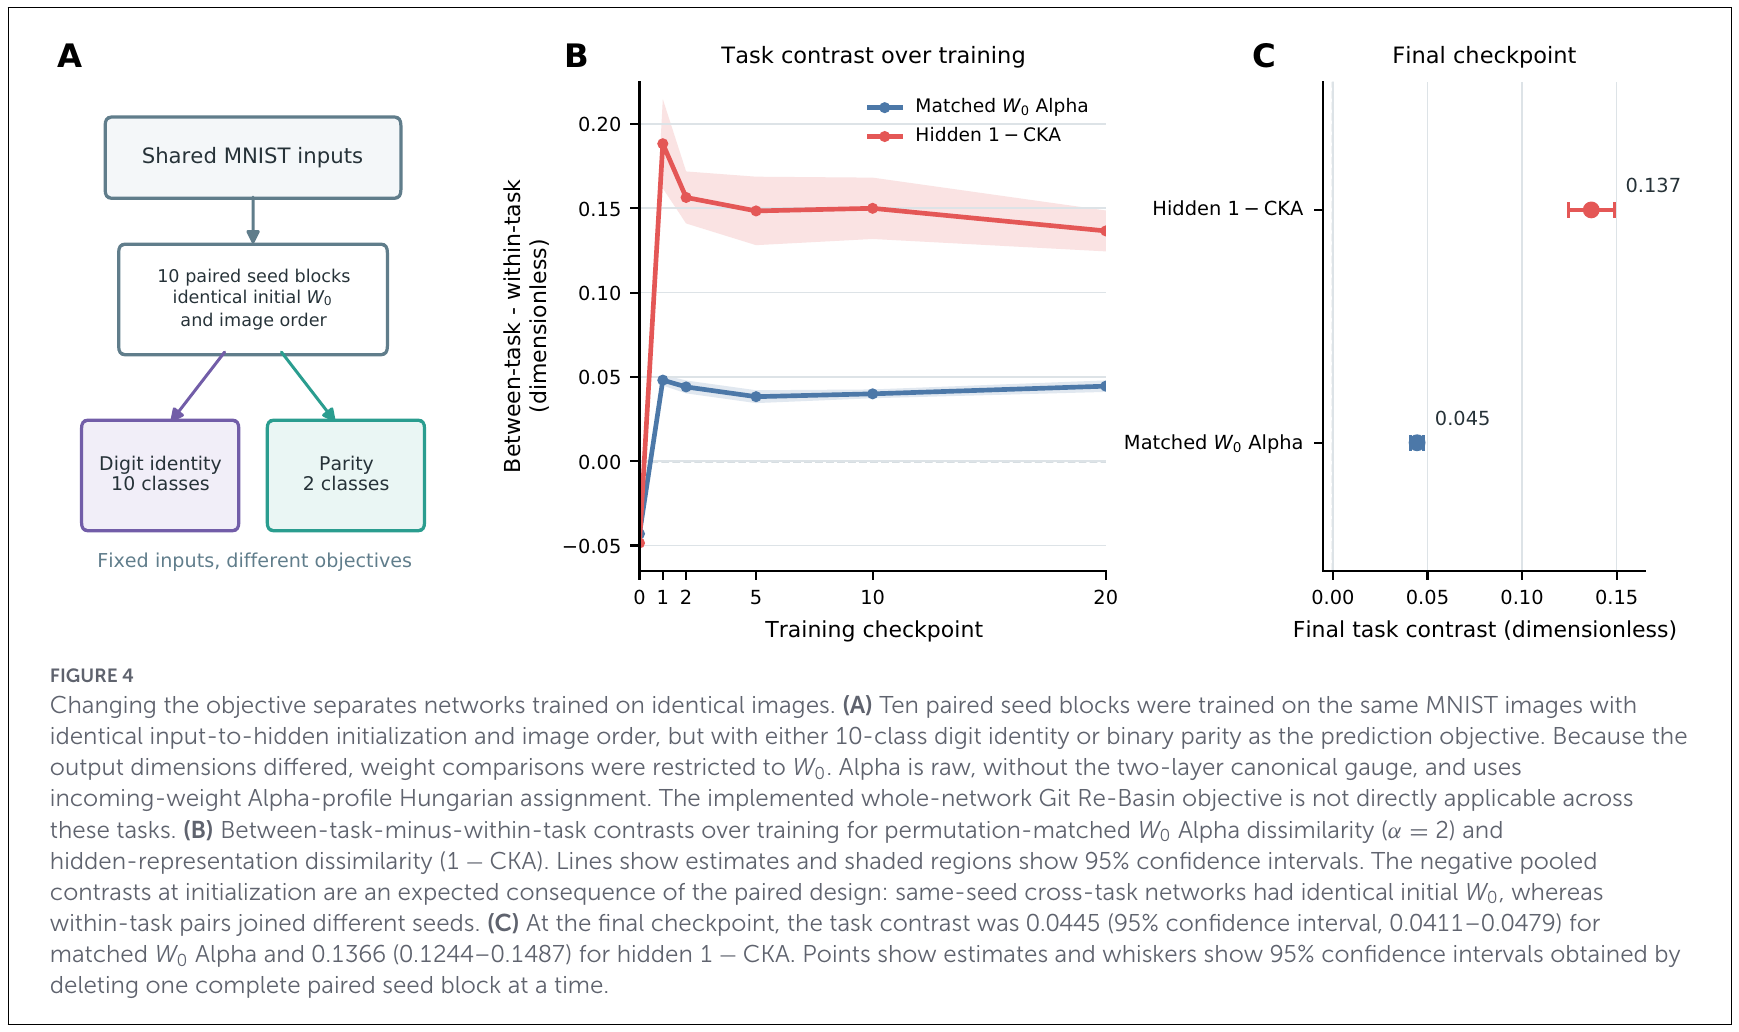 A
Shared MNIST inputs
10 paired seed blocks
identical initial W₀
and image order
Digit identity
10 classes
Parity
2 classes
Fixed inputs, different objectives
B
Task contrast over training
Matched W₀ Alpha
Hidden 1 − CKA
Between-task - within-task
(dimensionless)
0.20
0.15
0.10
0.05
0.00
−0.05
0 1 2 5 10 20
Training checkpoint
C
Final checkpoint
Hidden 1 − CKA
0.137
Matched W₀ Alpha
0.045
0.00 0.05 0.10 0.15
Final task contrast (dimensionless)
FIGURE 4
Changing the objective separates networks trained on identical images. (A) Ten paired seed blocks were trained on the same MNIST images with
identical input-to-hidden initialization and image order, but with either 10-class digit identity or binary parity as the prediction objective. Because the
output dimensions differed, weight comparisons were restricted to W₀. Alpha is raw, without the two-layer canonical gauge, and uses
incoming-weight Alpha-profile Hungarian assignment. The implemented whole-network Git Re-Basin objective is not directly applicable across
these tasks. (B) Between-task-minus-within-task contrasts over training for permutation-matched W₀ Alpha dissimilarity (α = 2) and
hidden-representation dissimilarity (1 − CKA). Lines show estimates and shaded regions show 95% confidence intervals. The negative pooled
contrasts at initialization are an expected consequence of the paired design: same-seed cross-task networks had identical initial W₀, whereas
within-task pairs joined different seeds. (C) At the final checkpoint, the task contrast was 0.0445 (95% confidence interval, 0.0411–0.0479) for
matched W₀ Alpha and 0.1366 (0.1244–0.1487) for hidden 1 − CKA. Points show estimates and whiskers show 95% confidence intervals obtained by
deleting one complete paired seed block at a time.